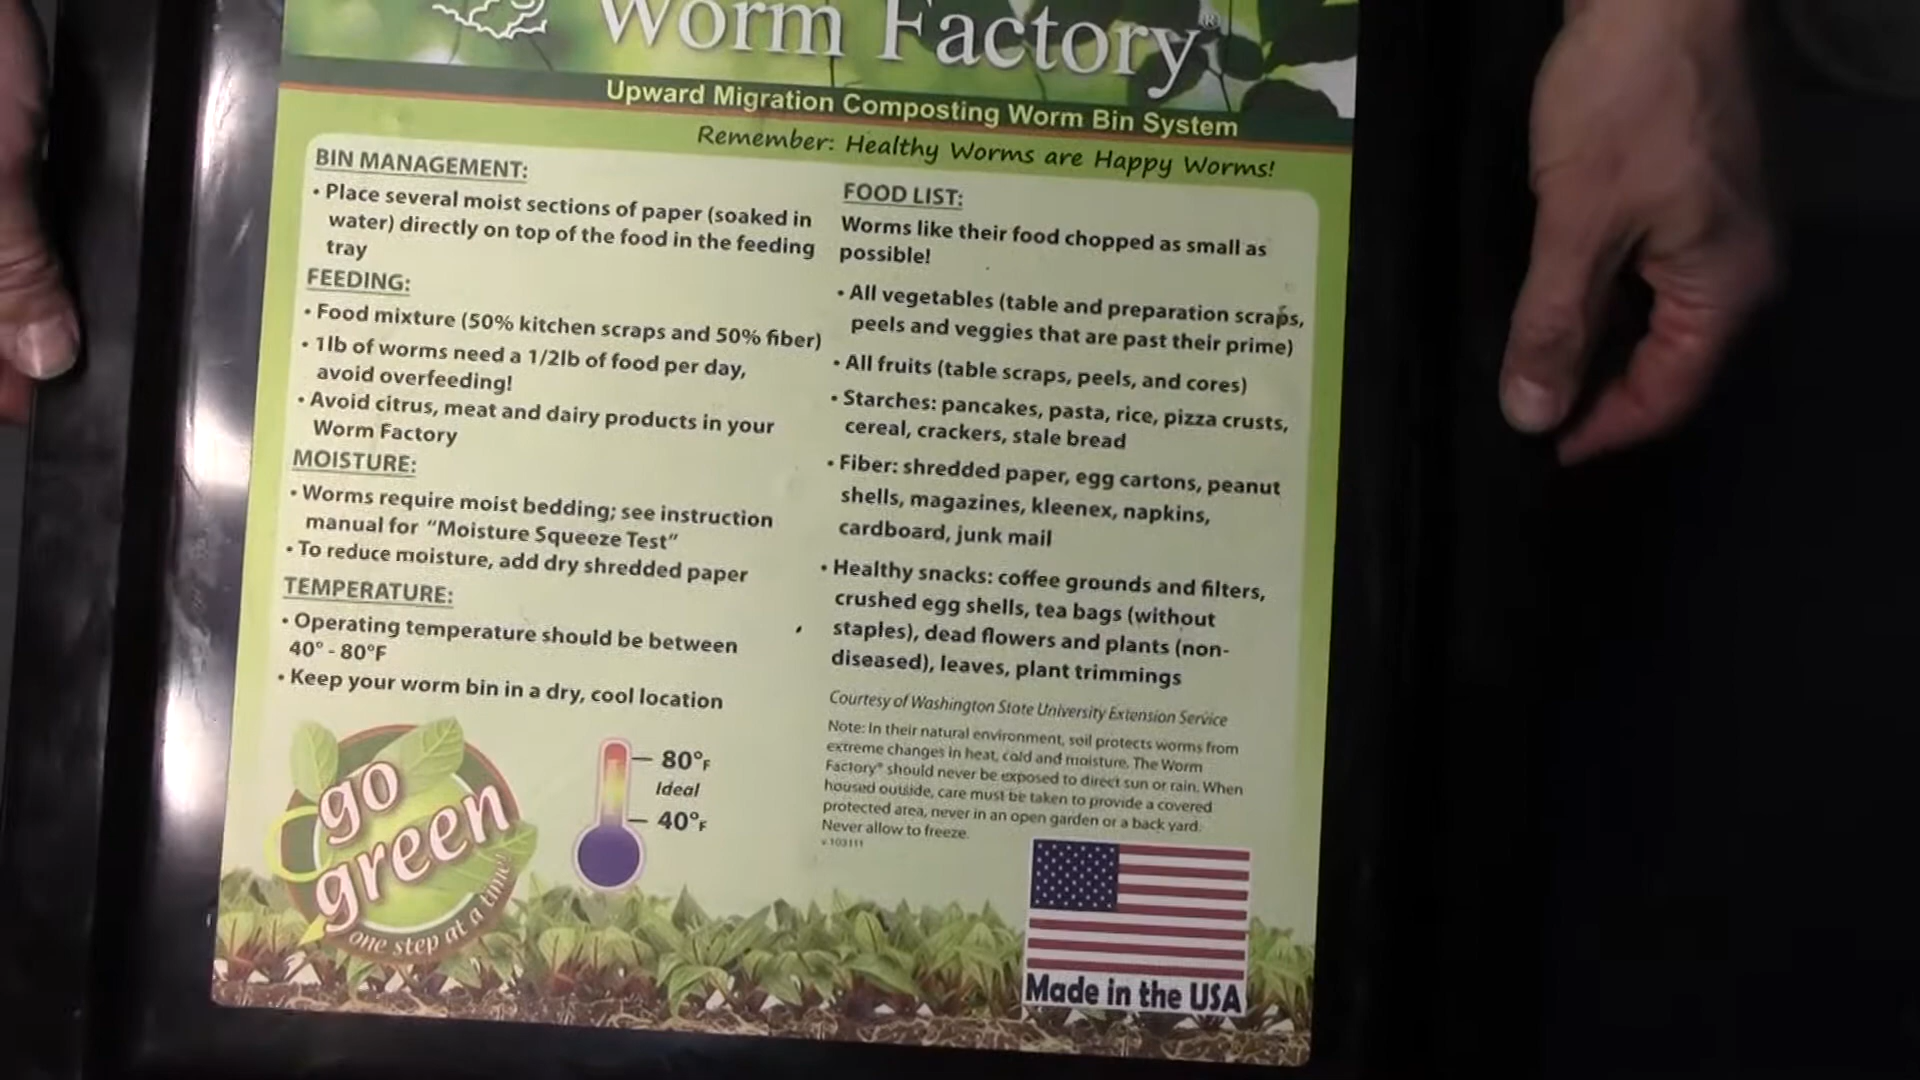 Worm Factory®
Upward Migration Composting Worm Bin System
Remember: Healthy Worms are Happy Worms!
BIN MANAGEMENT:
• Place several moist sections of paper (soaked in
water) directly on top of the food in the feeding
tray
FEEDING:
• Food mixture (50% kitchen scraps and 50% fiber)
• 1lb of worms need a 1/2lb of food per day,
avoid overfeeding!
• Avoid citrus, meat and dairy products in your
Worm Factory
MOISTURE:
• Worms require moist bedding; see instruction
manual for "Moisture Squeeze Test"
• To reduce moisture, add dry shredded paper
TEMPERATURE:
• Operating temperature should be between
40° - 80°F
• Keep your worm bin in a dry, cool location
go
green
one step at a time
80°F
Ideal
40°F
FOOD LIST:
Worms like their food chopped as small as
possible!
• All vegetables (table and preparation scraps,
peels and veggies that are past their prime)
• All fruits (table scraps, peels, and cores)
• Starches: pancakes, pasta, rice, pizza crusts,
cereal, crackers, stale bread
• Fiber: shredded paper, egg cartons, peanut
shells, magazines, kleenex, napkins,
cardboard, junk mail
• Healthy snacks: coffee grounds and filters,
crushed egg shells, tea bags (without
staples), dead flowers and plants (non-
diseased), leaves, plant trimmings
Courtesy of Washington State University Extension Service
Note: In their natural environment, soil protects worms from
extreme changes in heat, cold and moisture. The Worm
Factory® should never be exposed to direct sun or rain. When
housed outside, care must be taken to provide a covered
protected area, never in an open garden or a back yard.
Never allow to freeze.
v.103111
Made in the USA